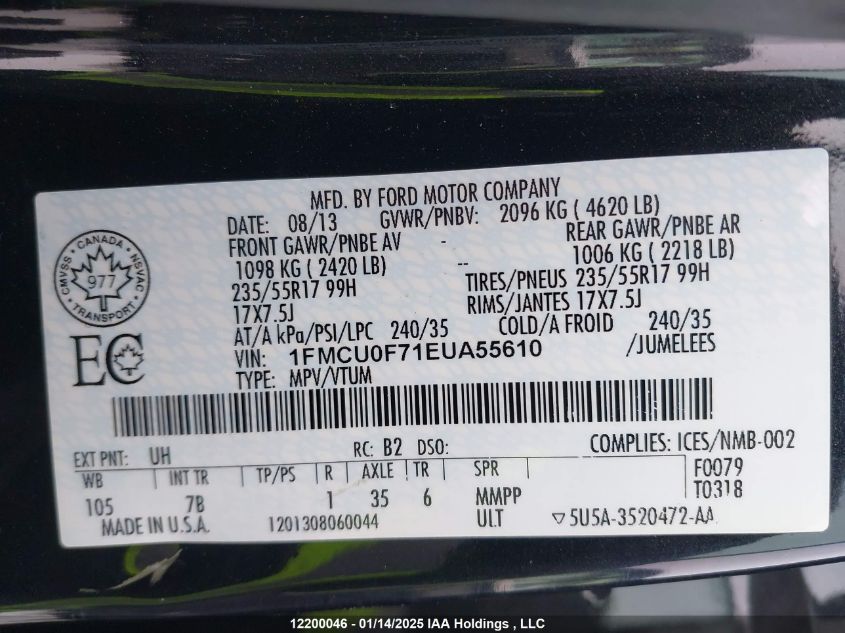 MFD. BY FORD MOTOR COMPANY
DATE: 08/13 GVWR/PNBV: 2096 KG ( 4620 LB)
FRONT GAWR/PNBE AV - REAR GAWR/PNBE AR
1098 KG ( 2420 LB) -- 1006 KG ( 2218 LB)
235/55R17 99H TIRES/PNEUS 235/55R17 99H
17X7.5J RIMS/JANTES 17X7.5J
AT/A kPa/PSI/LPC 240/35 COLD/A FROID 240/35
VIN: 1FMCU0F71EUA55610 /JUMELEES
TYPE: MPV/VTUM
CANADA
CMVSS NSVAC
977
TRANSPORT
EC
EXT PNT: UH RC: B2 DSO: COMPLIES: ICES/NMB-002
WB INT TR TP/PS R AXLE TR SPR F0079
105 7B 1 35 6 MMPP T0318
MADE IN U.S.A. 1201308060044 ULT ▽5U5A-3520472-AA
12200046 - 01/14/2025 IAA Holdings , LLC